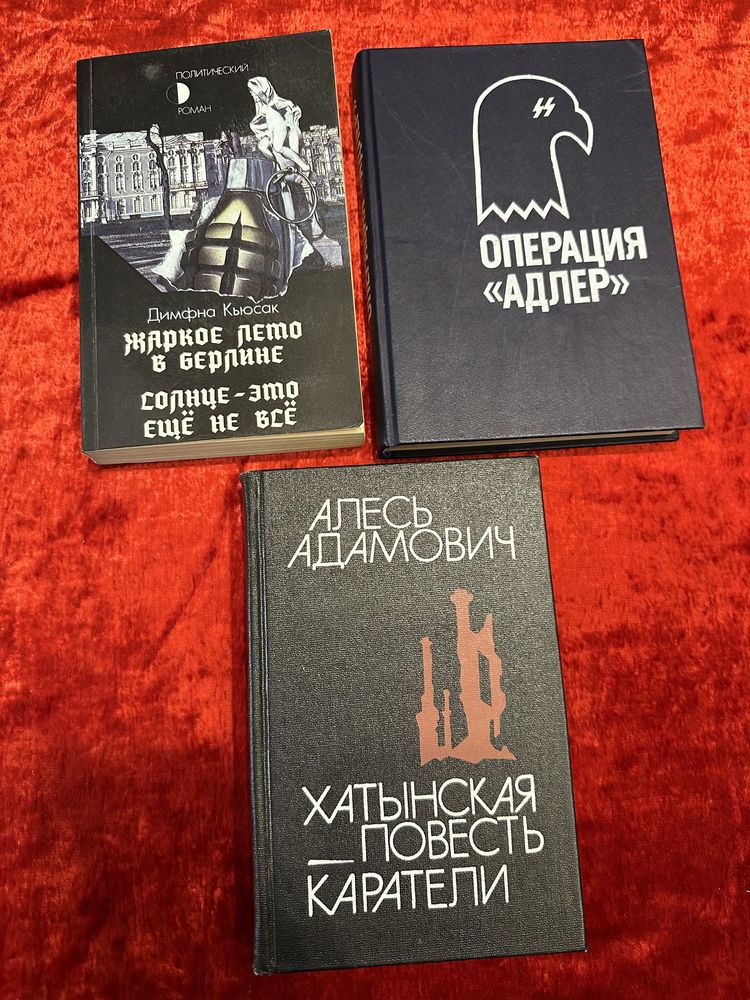 ПОЛИТИЧЕСКИЙ
РОМАН
Димфна Кьюсак
ЖАРКОЕ ЛЕТО
В БЕРЛИНЕ
СОЛНЦЕ – ЭТО
ЕЩЁ НЕ ВСЁ
ОПЕРАЦИЯ
«АДЛЕР»
АЛЕСЬ
АДАМОВИЧ
ХАТЫНСКАЯ
ПОВЕСТЬ
КАРАТЕЛИ